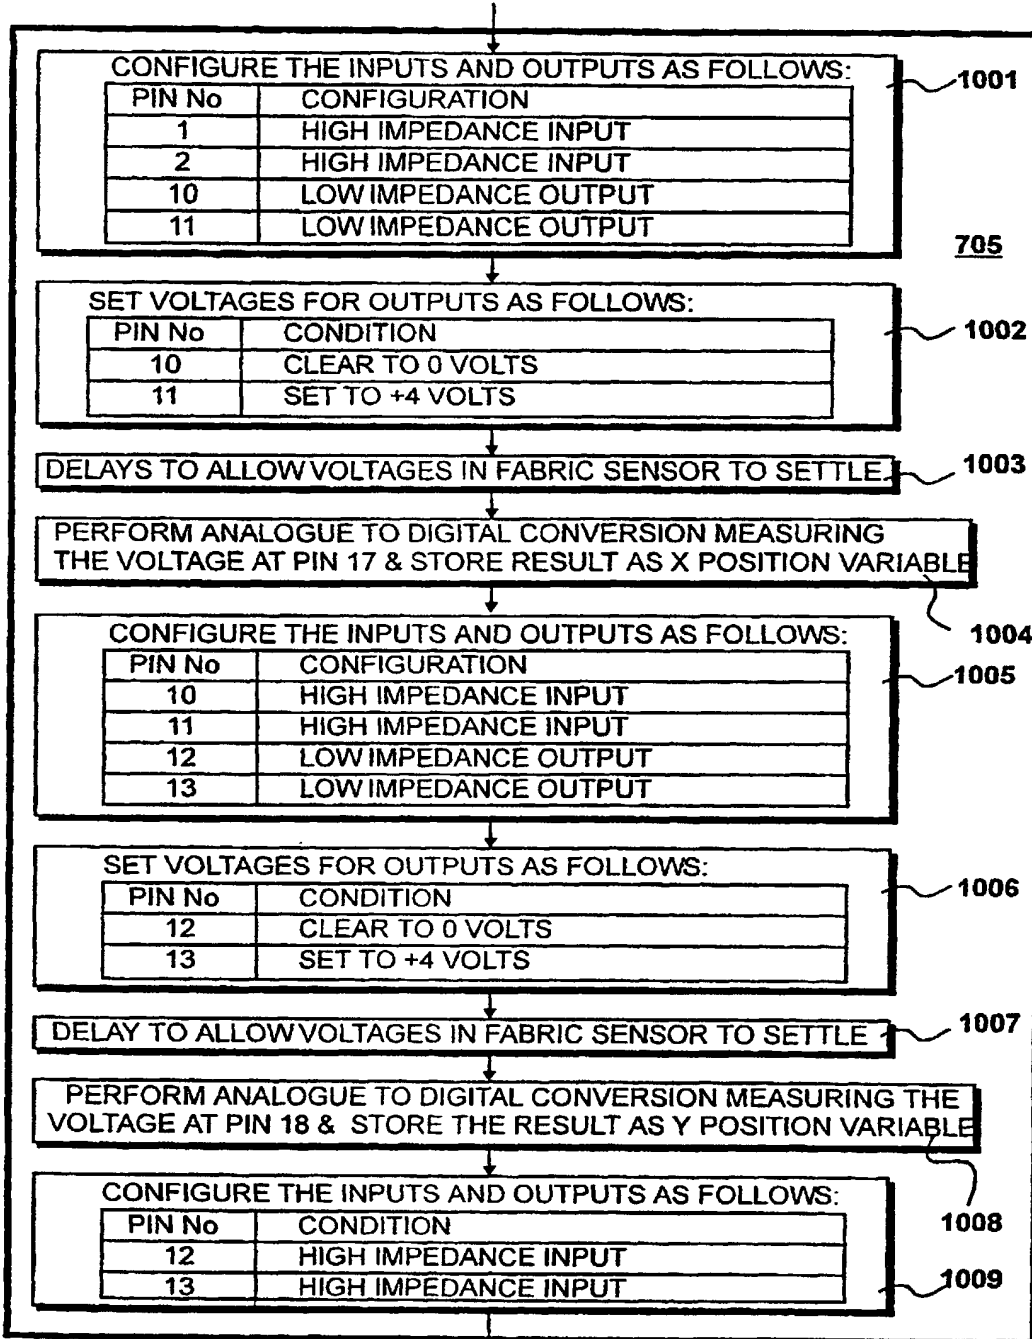 CONFIGURE THE INPUTS AND OUTPUTS AS FOLLOWS:
1001
PIN No CONFIGURATION
1 HIGH IMPEDANCE INPUT
2 HIGH IMPEDANCE INPUT
10 LOW IMPEDANCE OUTPUT
11 LOW IMPEDANCE OUTPUT
705
SET VOLTAGES FOR OUTPUTS AS FOLLOWS:
1002
PIN No CONDITION
10 CLEAR TO 0 VOLTS
11 SET TO +4 VOLTS
DELAYS TO ALLOW VOLTAGES IN FABRIC SENSOR TO SETTLE
1003
PERFORM ANALOGUE TO DIGITAL CONVERSION MEASURING
THE VOLTAGE AT PIN 17 & STORE RESULT AS X POSITION VARIABLE
1004
CONFIGURE THE INPUTS AND OUTPUTS AS FOLLOWS:
1005
PIN No CONFIGURATION
10 HIGH IMPEDANCE INPUT
11 HIGH IMPEDANCE INPUT
12 LOW IMPEDANCE OUTPUT
13 LOW IMPEDANCE OUTPUT
SET VOLTAGES FOR OUTPUTS AS FOLLOWS:
1006
PIN No CONDITION
12 CLEAR TO 0 VOLTS
13 SET TO +4 VOLTS
DELAY TO ALLOW VOLTAGES IN FABRIC SENSOR TO SETTLE
1007
PERFORM ANALOGUE TO DIGITAL CONVERSION MEASURING THE
VOLTAGE AT PIN 18 & STORE THE RESULT AS Y POSITION VARIABLE
1008
CONFIGURE THE INPUTS AND OUTPUTS AS FOLLOWS:
PIN No CONDITION
12 HIGH IMPEDANCE INPUT
13 HIGH IMPEDANCE INPUT
1009